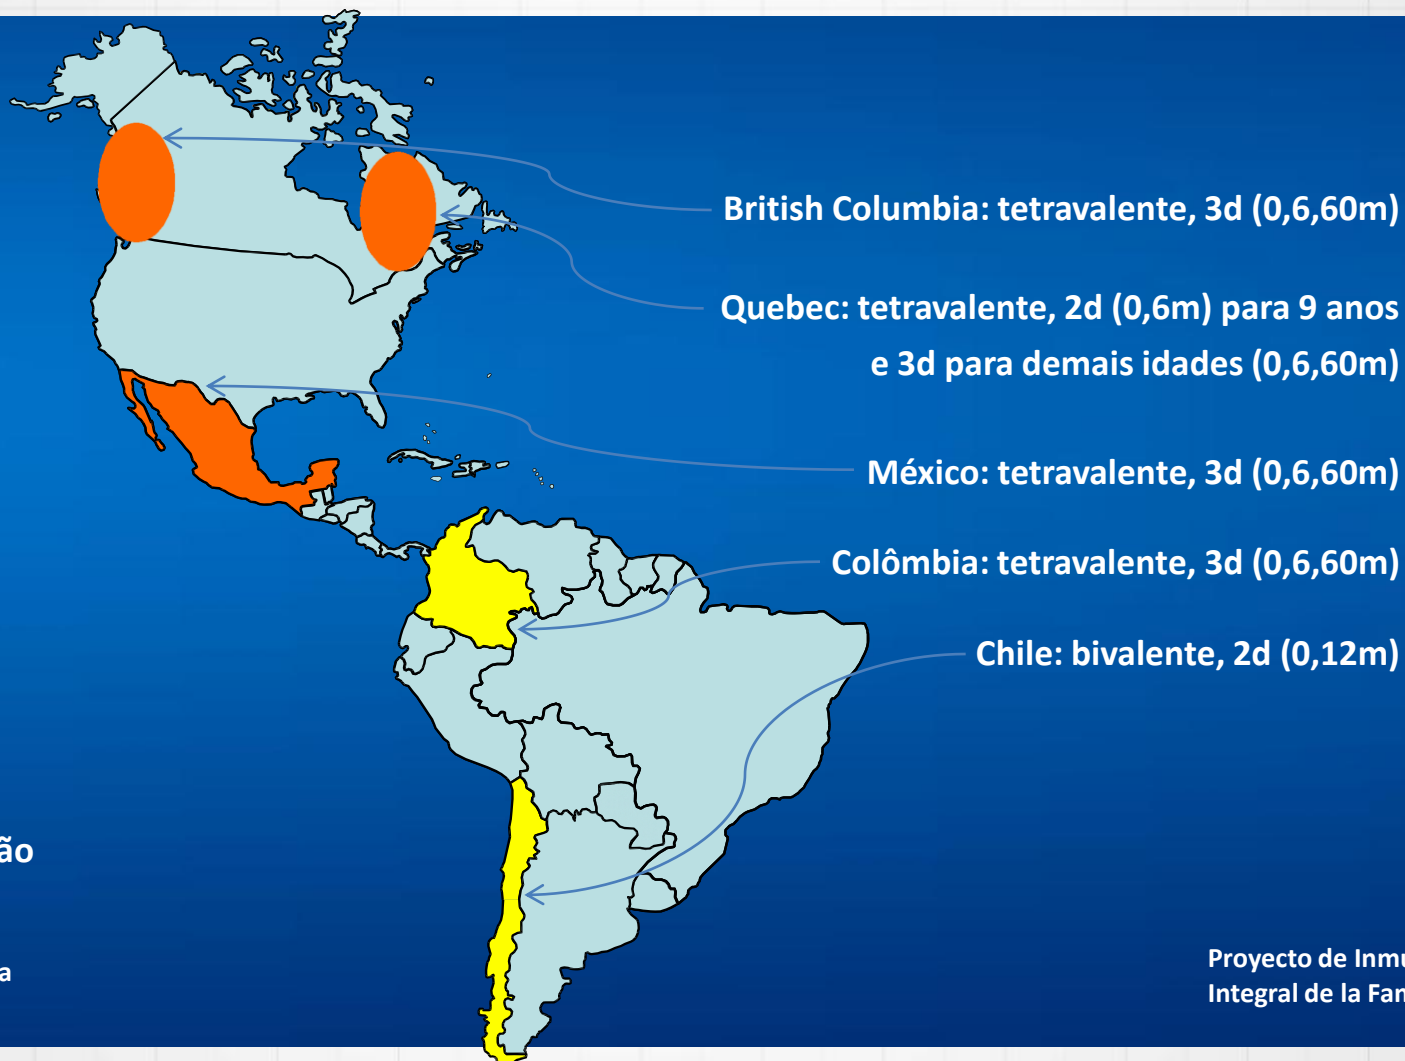 British Columbia: tetravalente, 3d (0,6,60m)
Quebec: tetravalente, 2d (0,6m) para 9 anos
e 3d para demais idades (0,6,60m)
México: tetravalente, 3d (0,6,60m)
Colômbia: tetravalente, 3d (0,6,60m)
Chile: bivalente, 2d (0,12m)
ão
a
Proyecto de Inmu
Integral de la Fan